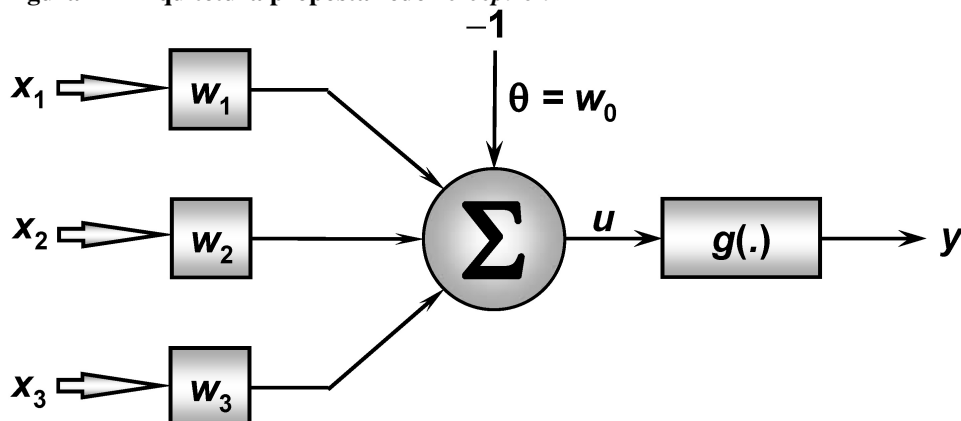 −1
x₁
w₁
θ = w₀
x₂
w₂
Σ
u
g(.)
y
x₃
w₃